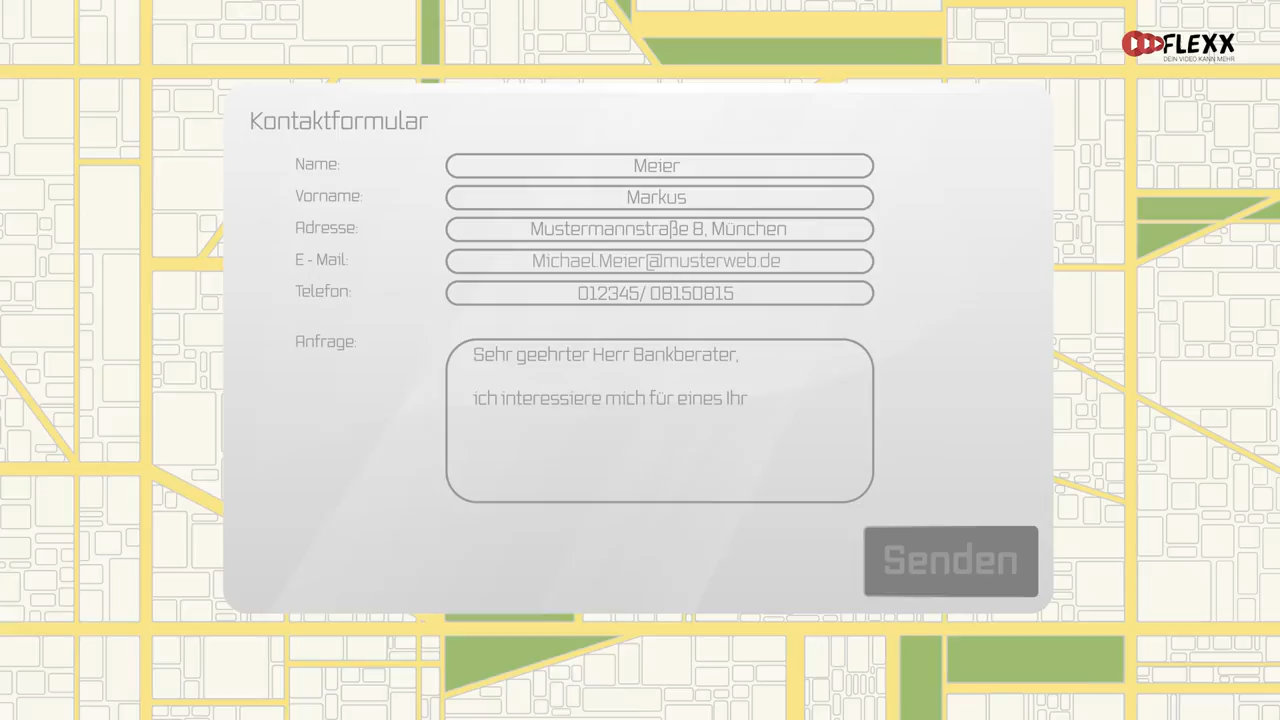 FLEXX
DEIN VIDEO KANN MEHR
Kontaktformular
Name: Meier
Vorname: Markus
Adresse: Mustermannstraße 8, München
E - Mail: Michael.Meier@musterweb.de
Telefon: 012345/ 08150815
Anfrage:
Sehr geehrter Herr Bankberater,
ich interessiere mich für eines Ihr
Senden